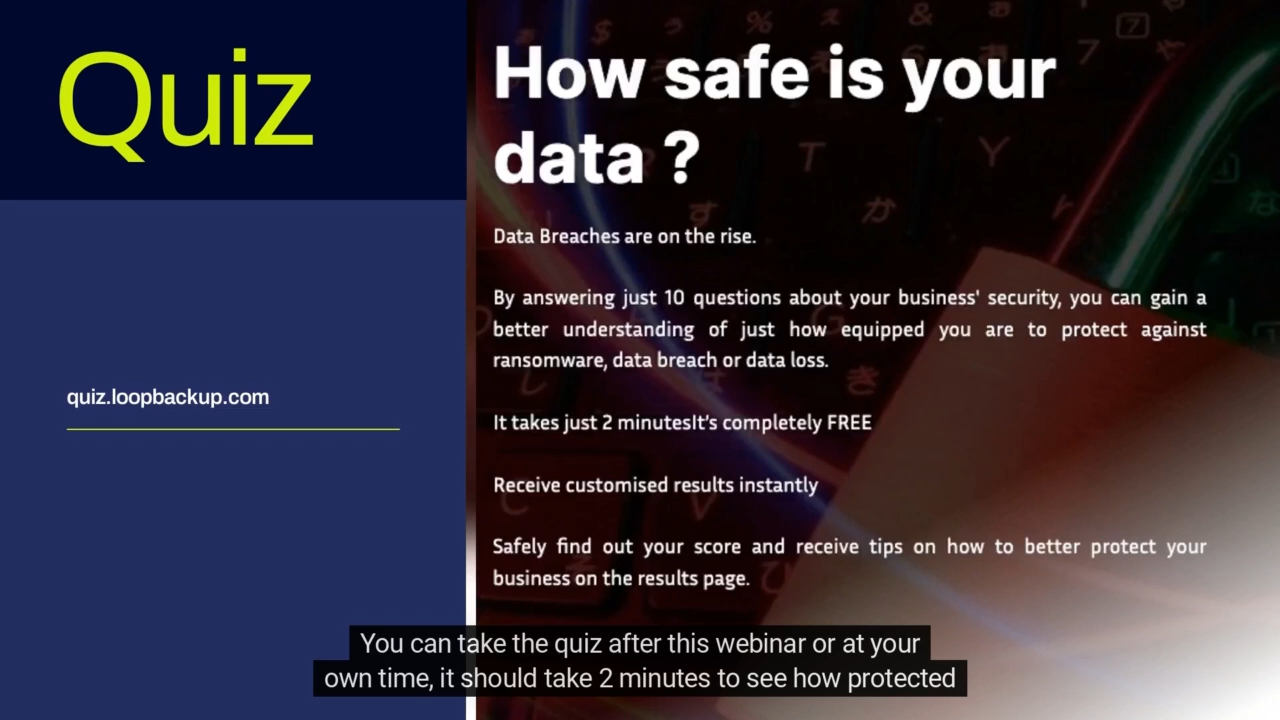 Quiz
quiz.loopbackup.com
How safe is your
data ?
Data Breaches are on the rise.
By answering just 10 questions about your business' security, you can gain a
better understanding of just how equipped you are to protect against
ransomware, data breach or data loss.
It takes just 2 minutesIt's completely FREE
Receive customised results instantly
Safely find out your score and receive tips on how to better protect your
business on the results page.
You can take the quiz after this webinar or at your
own time, it should take 2 minutes to see how protected